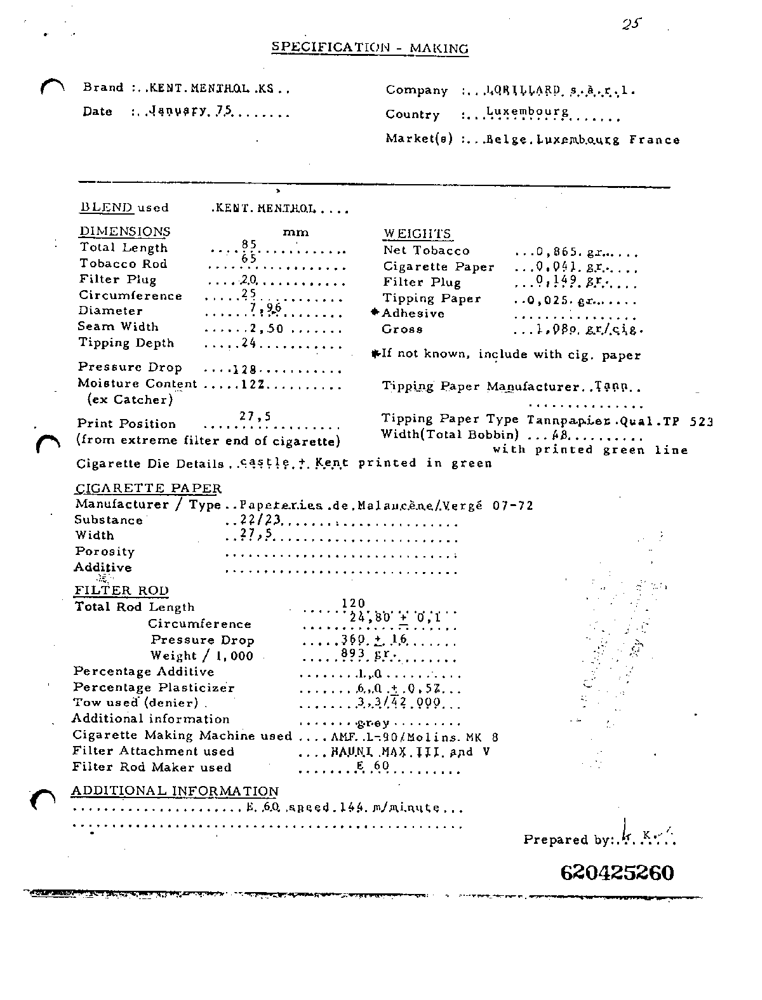 25
SPECIFICATION - MAKING
Brand : KENT MENTHOL KS
Company : LORILLARD s.à.r.l.
Date : January 75
Country : Luxembourg
Market(s) : Belge Luxembourg France
BLEND used KENT MENTHOL
DIMENSIONS mm
WEIGHTS
Total Length 85
Net Tobacco 0,865 gr.
Tobacco Rod 65
Cigarette Paper 0,041 gr.
Filter Plug 20
Filter Plug 0,149 gr.
Circumference 25
Tipping Paper 0,025 gr.
Diameter 7,96
*Adhesive
Seam Width 2,50
Gross 1,080 gr/cig.
Tipping Depth 24
*If not known, include with cig. paper
Pressure Drop 128
Moisture Content 122
Tipping Paper Manufacturer Tann
(ex Catcher)
Print Position 27,5
Tipping Paper Type Tannpapier Qual.TP 523
(from extreme filter end of cigarette)
Width(Total Bobbin) 68
with printed green line
Cigarette Die Details castle + Kent printed in green
CIGARETTE PAPER
Manufacturer / Type Papeteries de Malaucène/Vergé 07-72
Substance 22/23
Width 27,5
Porosity
Additive
FILTER ROD
Total Rod Length 120
Circumference 24,80 ± 0,1
Pressure Drop 360 ± 16
Weight / 1,000 893 gr.
Percentage Additive 1,0
Percentage Plasticizer 6,0 ± 0,5%
Tow used (denier) 3,3/42 000
Additional information grey
Cigarette Making Machine used AMF 1-90/Molins MK 8
Filter Attachment used HAUNI MAX III and V
Filter Rod Maker used E 60
ADDITIONAL INFORMATION
E 60 speed 144 m/minute
Prepared by:
620425260